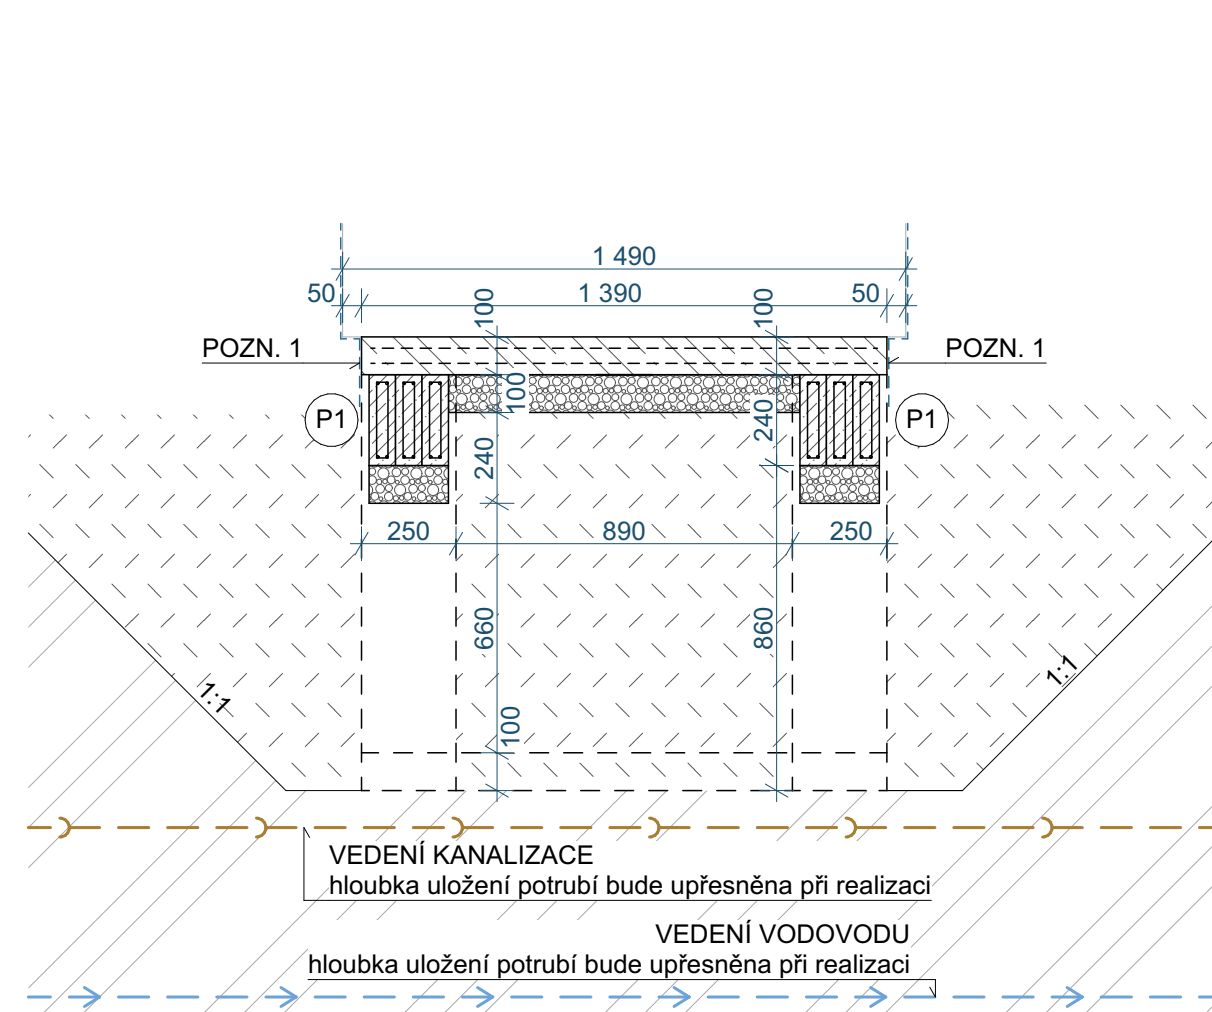 1 490
50
1 390
50
100
100
POZN. 1
POZN. 1
100
P1
240
P1
240
250
890
250
660
860
1:1
1:1
100
VEDENÍ KANALIZACE
hloubka uložení potrubí bude upřesněna při realizaci
VEDENÍ VODOVODU
hloubka uložení potrubí bude upřesněna při realizaci